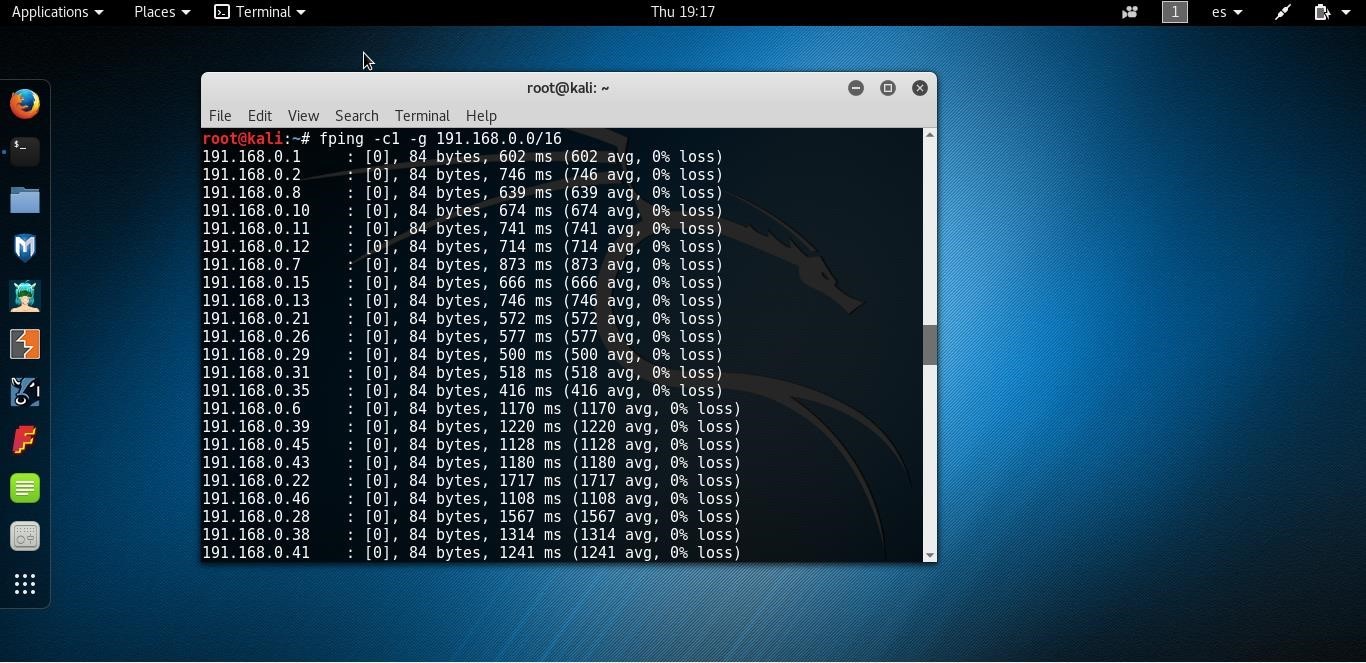 Applications Places Terminal Thu 19:17 1 es
root@kali: ~
File Edit View Search Terminal Help
root@kali:~# fping -c1 -g 191.168.0.0/16
191.168.0.1 : [0], 84 bytes, 602 ms (602 avg, 0% loss)
191.168.0.2 : [0], 84 bytes, 746 ms (746 avg, 0% loss)
191.168.0.8 : [0], 84 bytes, 639 ms (639 avg, 0% loss)
191.168.0.10 : [0], 84 bytes, 674 ms (674 avg, 0% loss)
191.168.0.11 : [0], 84 bytes, 741 ms (741 avg, 0% loss)
191.168.0.12 : [0], 84 bytes, 714 ms (714 avg, 0% loss)
191.168.0.7 : [0], 84 bytes, 873 ms (873 avg, 0% loss)
191.168.0.15 : [0], 84 bytes, 666 ms (666 avg, 0% loss)
191.168.0.13 : [0], 84 bytes, 746 ms (746 avg, 0% loss)
191.168.0.21 : [0], 84 bytes, 572 ms (572 avg, 0% loss)
191.168.0.26 : [0], 84 bytes, 577 ms (577 avg, 0% loss)
191.168.0.29 : [0], 84 bytes, 500 ms (500 avg, 0% loss)
191.168.0.31 : [0], 84 bytes, 518 ms (518 avg, 0% loss)
191.168.0.35 : [0], 84 bytes, 416 ms (416 avg, 0% loss)
191.168.0.6 : [0], 84 bytes, 1170 ms (1170 avg, 0% loss)
191.168.0.39 : [0], 84 bytes, 1220 ms (1220 avg, 0% loss)
191.168.0.45 : [0], 84 bytes, 1128 ms (1128 avg, 0% loss)
191.168.0.43 : [0], 84 bytes, 1180 ms (1180 avg, 0% loss)
191.168.0.22 : [0], 84 bytes, 1717 ms (1717 avg, 0% loss)
191.168.0.46 : [0], 84 bytes, 1108 ms (1108 avg, 0% loss)
191.168.0.28 : [0], 84 bytes, 1567 ms (1567 avg, 0% loss)
191.168.0.38 : [0], 84 bytes, 1314 ms (1314 avg, 0% loss)
191.168.0.41 : [0], 84 bytes, 1241 ms (1241 avg, 0% loss)